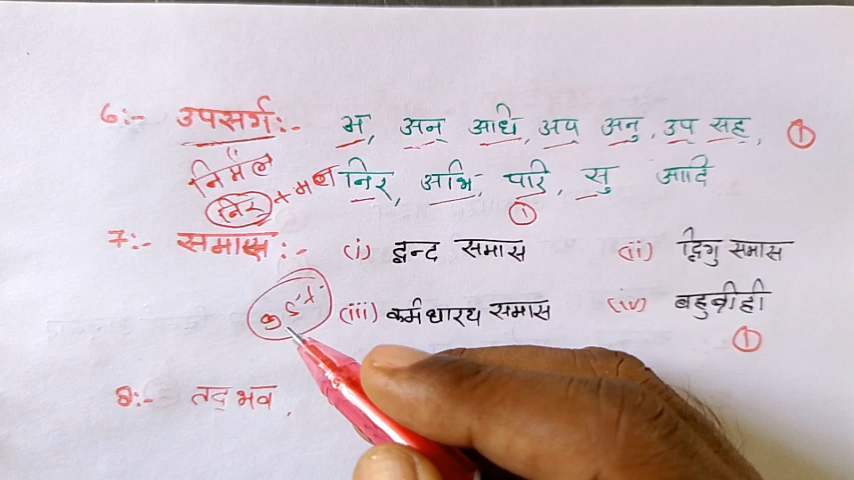 6:- उपसर्ग:- अ, अन् अधि, अप अनु, उप सह, ①
निर्मल
निर + मल निर, अभि, परि, सु आदि
①
7:- समास:- (i) द्वन्द समास (ii) द्विगु समास
(iii) कर्मधारय समास (iv) बहुव्रीही
①
8:- तद् भव,